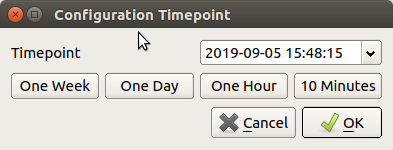 Configuration Timepoint
Timepoint 2019-09-05 15:48:15
One Week One Day One Hour 10 Minutes
Cancel OK